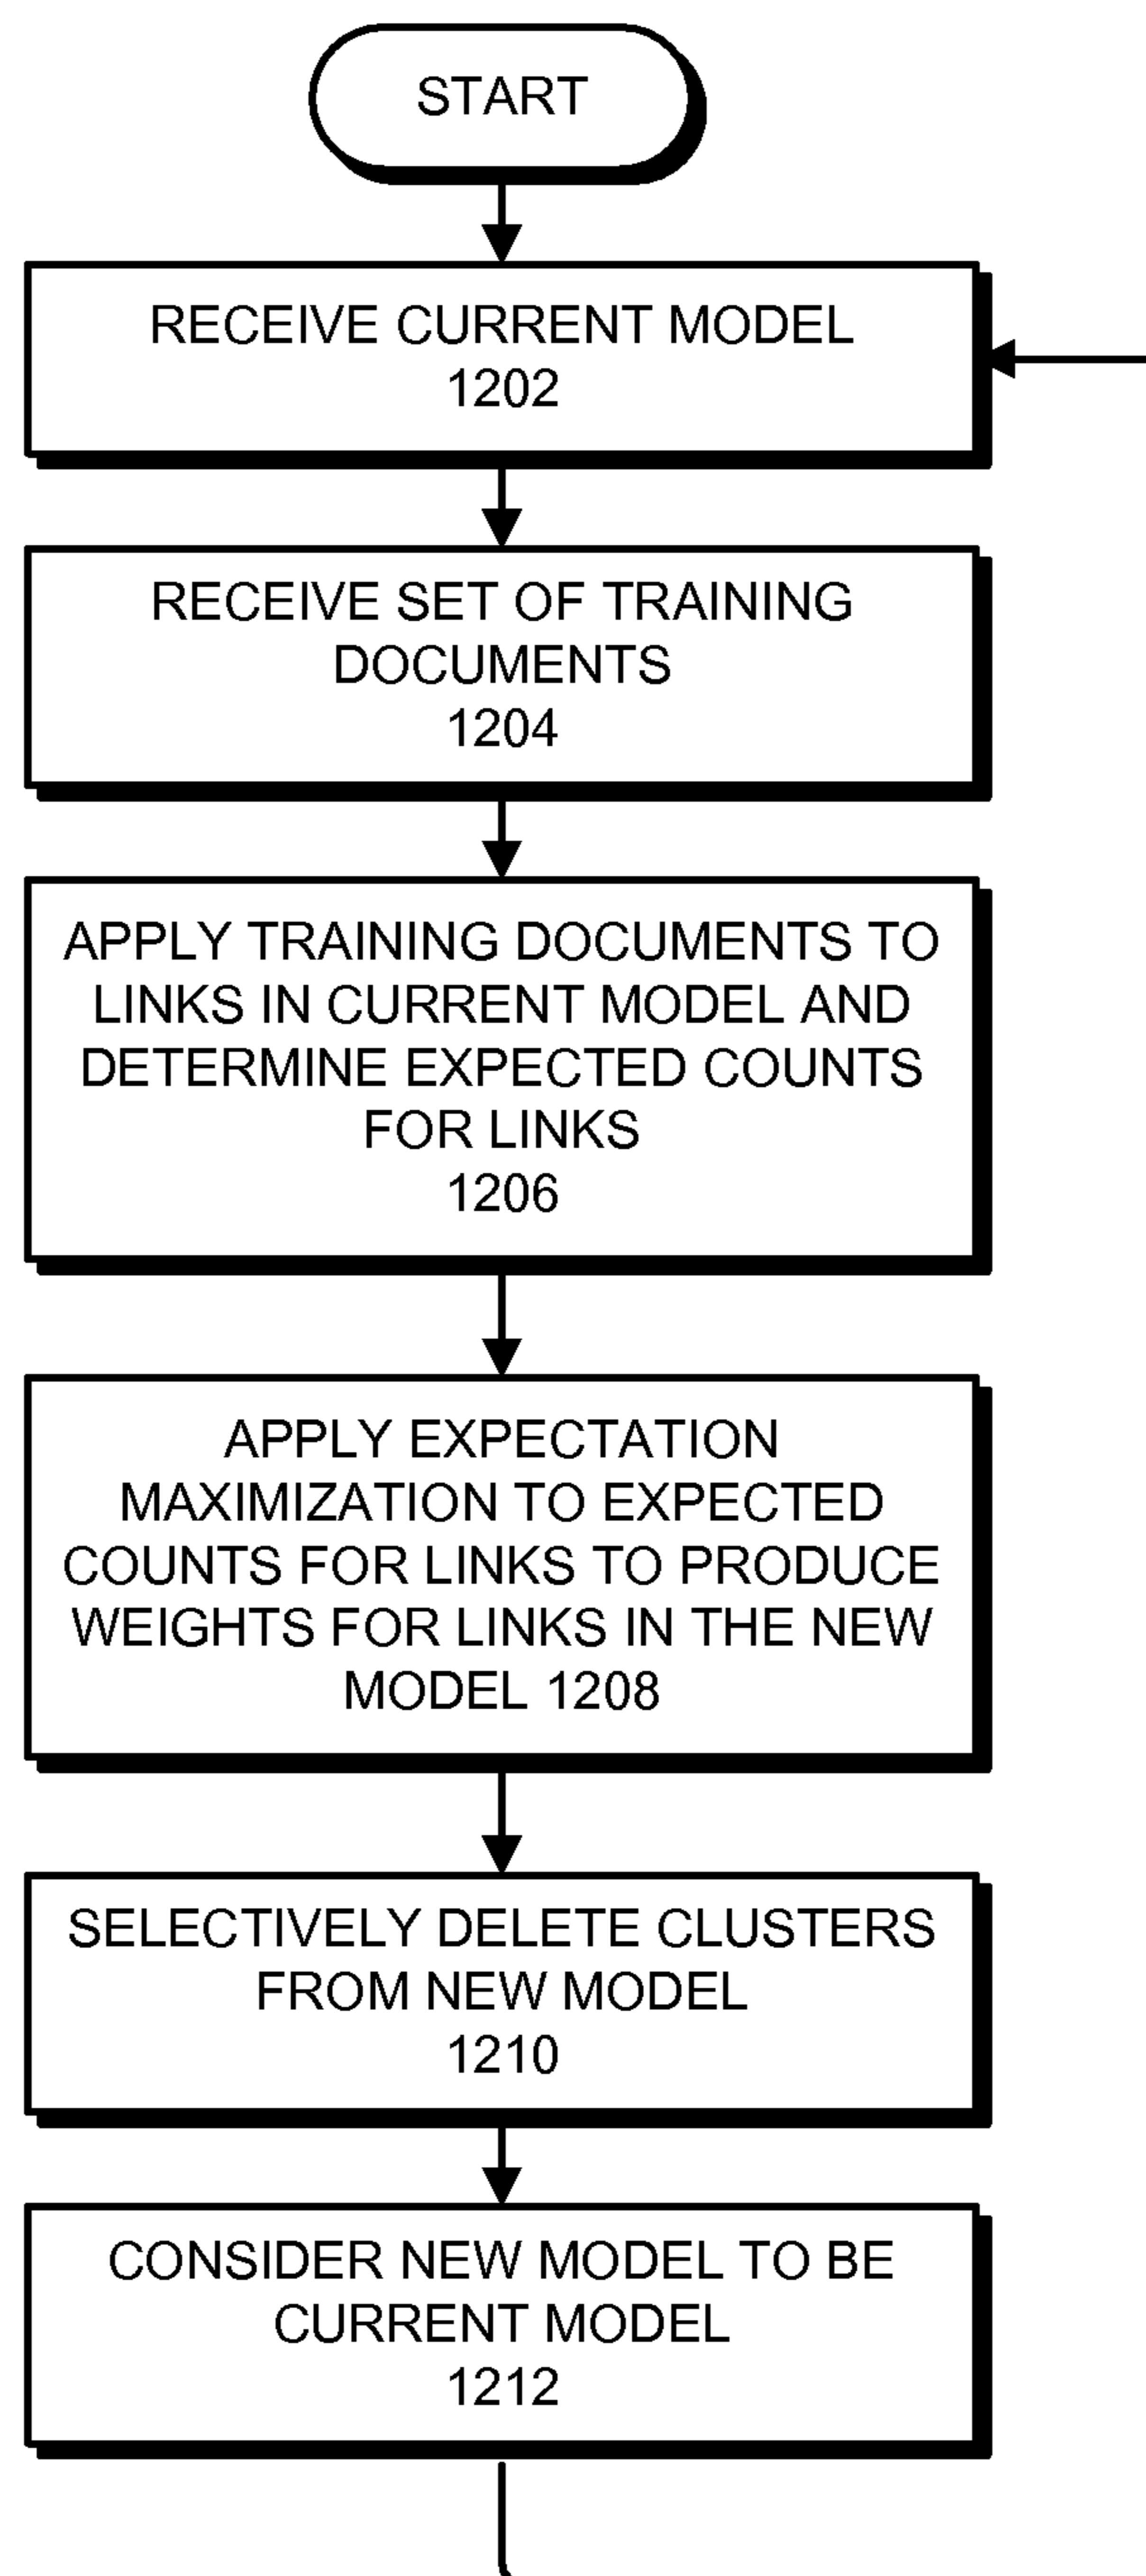 START
RECEIVE CURRENT MODEL
1202
RECEIVE SET OF TRAINING
DOCUMENTS
1204
APPLY TRAINING DOCUMENTS TO
LINKS IN CURRENT MODEL AND
DETERMINE EXPECTED COUNTS
FOR LINKS
1206
APPLY EXPECTATION
MAXIMIZATION TO EXPECTED
COUNTS FOR LINKS TO PRODUCE
WEIGHTS FOR LINKS IN THE NEW
MODEL 1208
SELECTIVELY DELETE CLUSTERS
FROM NEW MODEL
1210
CONSIDER NEW MODEL TO BE
CURRENT MODEL
1212